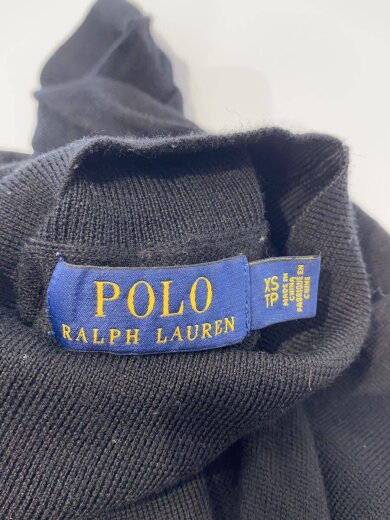 POLO
RALPH LAUREN
XS
TP
MADE IN
CHINA
FABRIQUÉ EN
CHINE